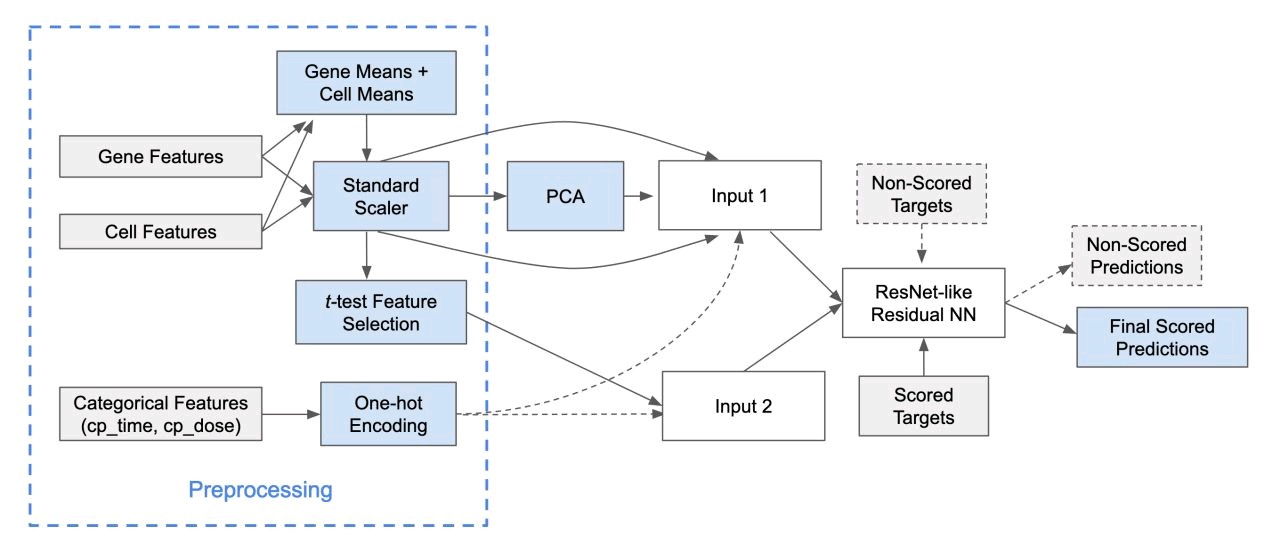 Gene Means +
Cell Means
Gene Features
Cell Features
Standard
Scaler
PCA
Input 1
t-test Feature
Selection
Categorical Features
(cp_time, cp_dose)
One-hot
Encoding
Input 2
Non-Scored
Targets
ResNet-like
Residual NN
Scored
Targets
Non-Scored
Predictions
Final Scored
Predictions
Preprocessing